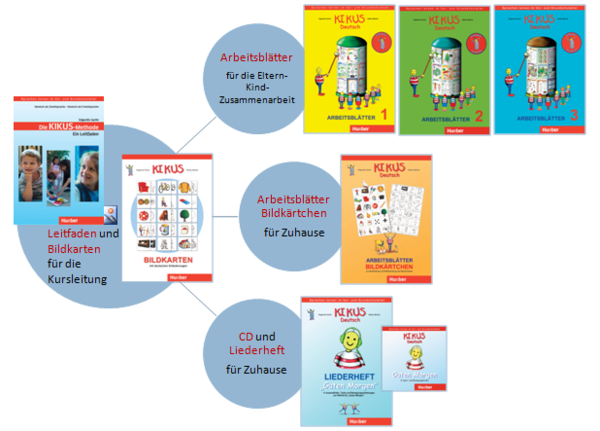 Arbeitsblätter
für die Eltern-
Kind-
Zusammenarbeit
KIKUS
Deutsch
ARBEITSBLÄTTER 1
Hueber
KIKUS
Deutsch
ARBEITSBLÄTTER 2
Hueber
KIKUS
Deutsch
ARBEITSBLÄTTER 3
Hueber
Die KIKUS-Methode
Ein Leitfaden
Hueber
Leitfaden und
Bildkarten
für die
Kursleitung
KIKUS
BILDKARTEN
Hueber
Arbeitsblätter
Bildkärtchen
für Zuhause
KIKUS
Deutsch
ARBEITSBLÄTTER
BILDKÄRTCHEN
Hueber
CD und
Liederheft
für Zuhause
KIKUS
Deutsch
LIEDERHEFT
„Guten Morgen“
Hueber
KIKUS
Deutsch
Guten Morgen
Hueber